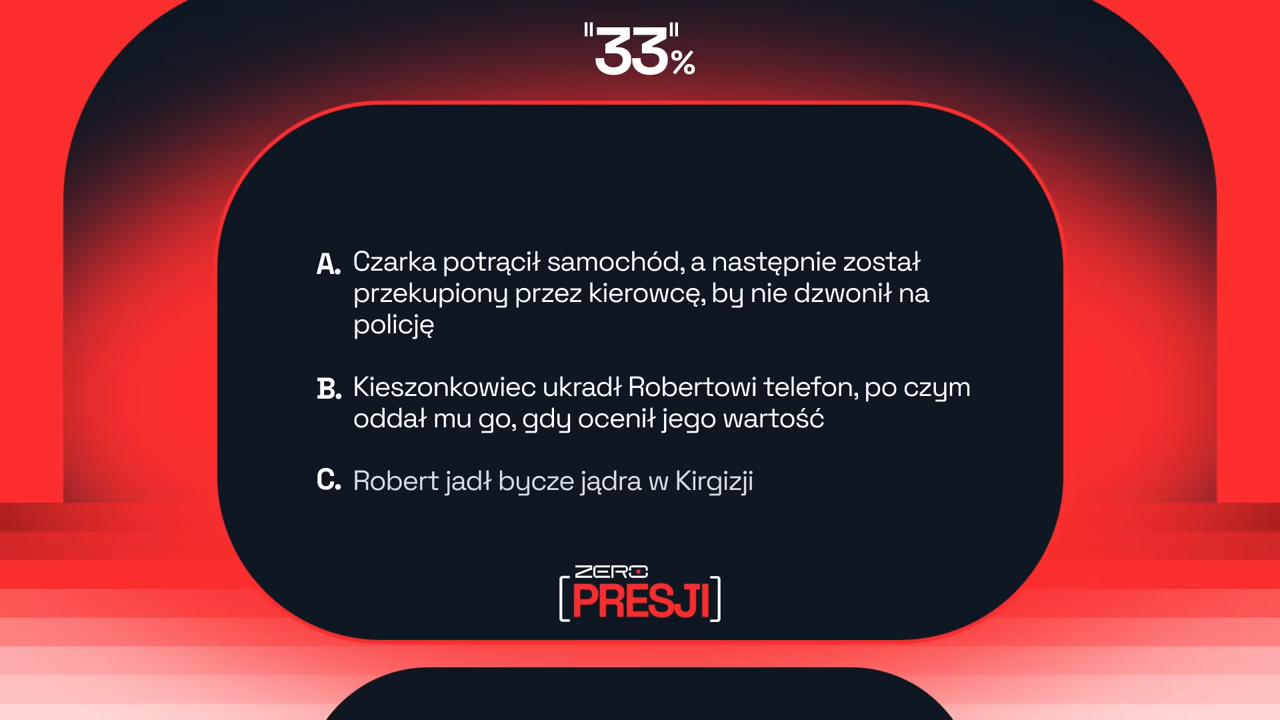 "33"%
A. Czarka potrącił samochód, a następnie został
przekupiony przez kierowcę, by nie dzwonił na
policję
B. Kieszonkowiec ukradł Robertowi telefon, po czym
oddał mu go, gdy ocenił jego wartość
C. Robert jadł bycze jądra w Kirgizji
ZERO
[PRESJI]